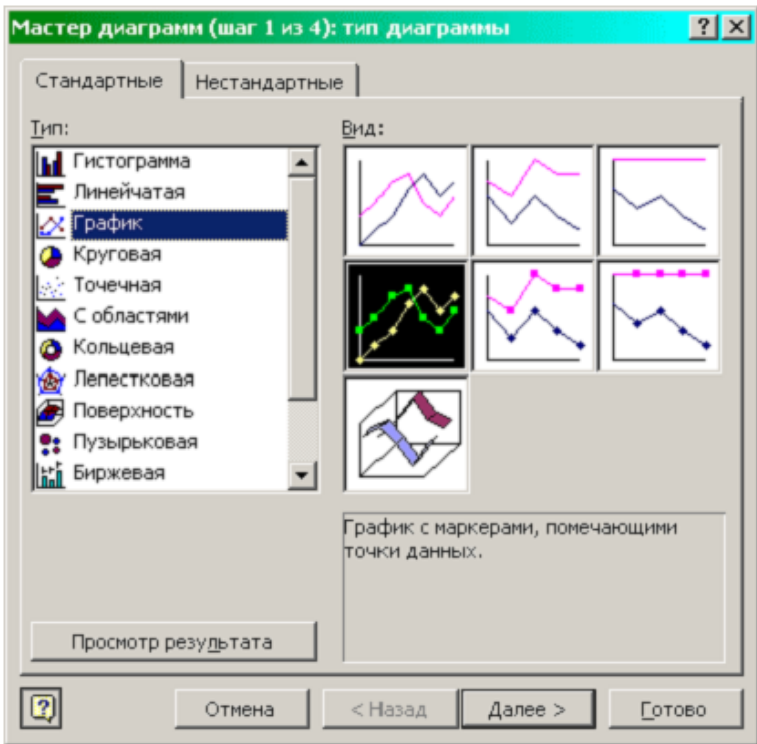 Мастер диаграмм (шаг 1 из 4): тип диаграммы
Стандартные
Нестандартные
Тип:
Гистограмма
Линейчатая
График
Круговая
Точечная
С областями
Кольцевая
Лепестковая
Поверхность
Пузырьковая
Биржевая
Вид:
График с маркерами, помечающими
точки данных.
Просмотр результата
Отмена
< Назад
Далее >
Готово